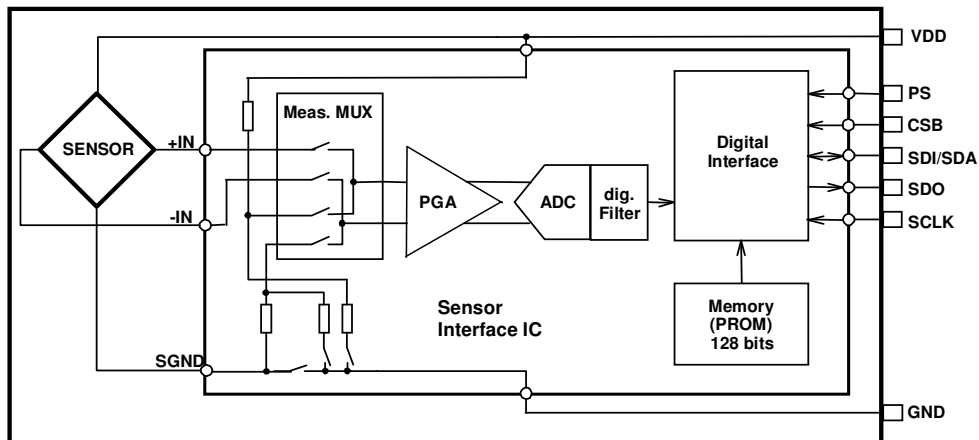 VDD
Meas. MUX
PS
SENSOR
+IN
Digital
Interface
CSB
SDI/SDA
-IN
PGA
ADC
dig.
Filter
SDO
SCLK
Sensor
Interface IC
Memory
(PROM)
128 bits
SGND
GND